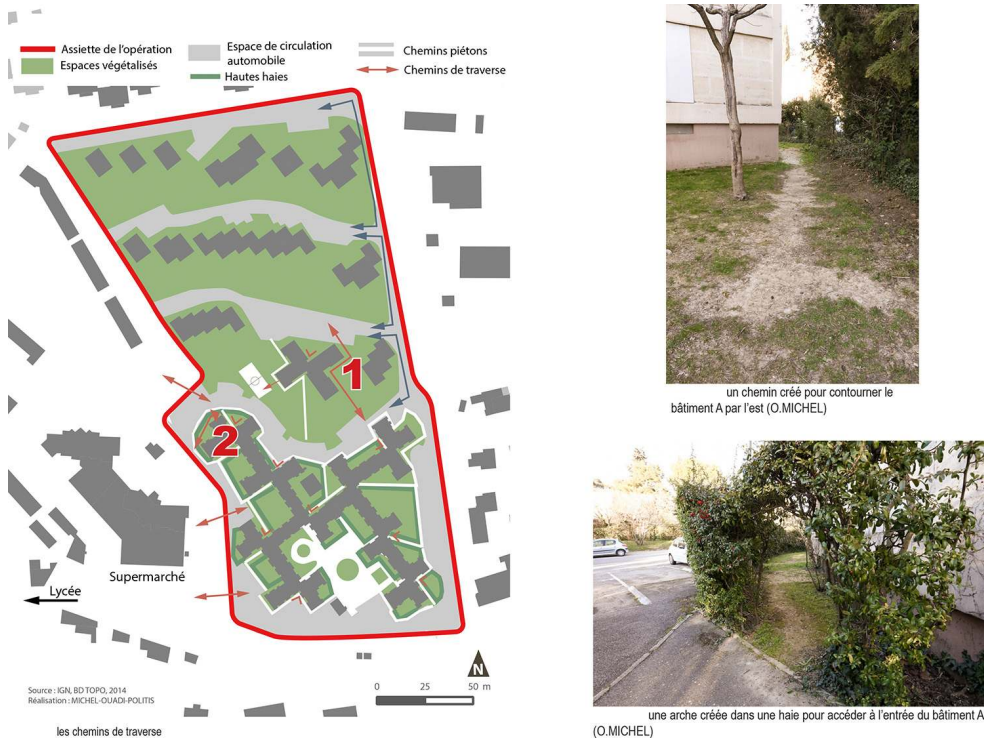 Assiette de l'opération
Espaces végétalisés
Espace de circulation
automobile
Hautes haies
Chemins piétons
Chemins de traverse
1
2
Supermarché
Lycée
N
0 25 50 m
Source : IGN, BD TOPO, 2014
Réalisation : MICHEL-OUADI-POLITIS
les chemins de traverse
un chemin créé pour contourner le
bâtiment A par l'est (O.MICHEL)
une arche créée dans une haie pour accéder à l'entrée du bâtiment A
(O.MICHEL)